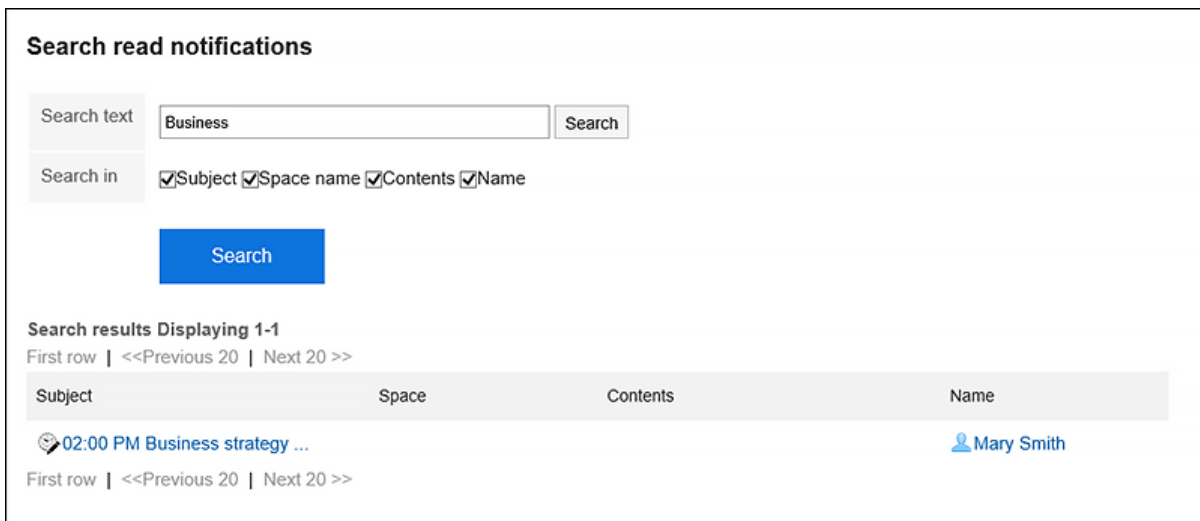 Search read notifications
Search text Business Search
Search in Subject Space name Contents Name
Search
Search results Displaying 1-1
First row | <<Previous 20 | Next 20 >>
Subject Space Contents Name
02:00 PM Business strategy ... Mary Smith
First row | <<Previous 20 | Next 20 >>